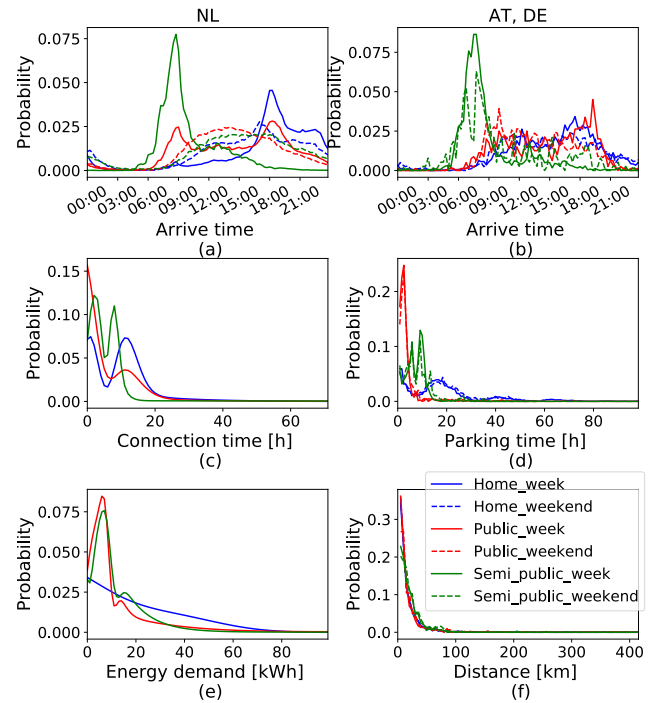 NL
AT, DE
Probability
0.075
0.050
0.025
0.000
00:00
03:00
06:00
09:00
12:00
15:00
18:00
21:00
Arrive time
(a)
Probability
0.075
0.050
0.025
0.000
00:00
03:00
06:00
09:00
12:00
15:00
18:00
21:00
Arrive time
(b)
Probability
0.15
0.10
0.05
0.00
0
20
40
60
Connection time [h]
(c)
Probability
0.2
0.1
0.0
0
20
40
60
80
Parking time [h]
(d)
Probability
0.075
0.050
0.025
0.000
0
20
40
60
80
Energy demand [kWh]
(e)
Probability
0.3
0.2
0.1
0.0
0
100
200
300
400
Distance [km]
(f)
Home_week
Home_weekend
Public_week
Public_weekend
Semi_public_week
Semi_public_weekend